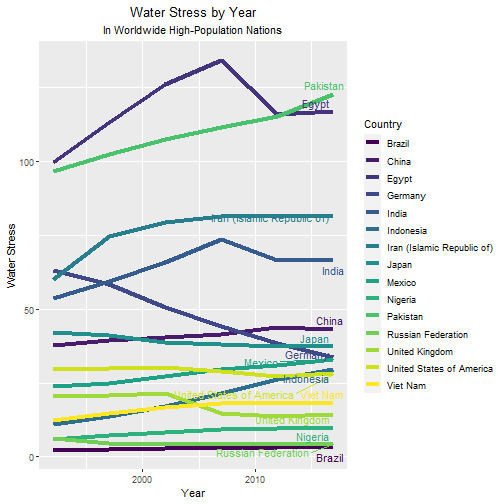 Water Stress by Year
In Worldwide High-Population Nations
Water Stress
100
50
0
2000
2010
Year
Pakistan
Egypt
Iran (Islamic Republic of)
India
China
Japan
Germany
Mexico
Indonesia
United States of America
Viet Nam
United Kingdom
Nigeria
Russian Federation
Brazil
Country
Brazil
China
Egypt
Germany
India
Indonesia
Iran (Islamic Republic of)
Japan
Mexico
Nigeria
Pakistan
Russian Federation
United Kingdom
United States of America
Viet Nam